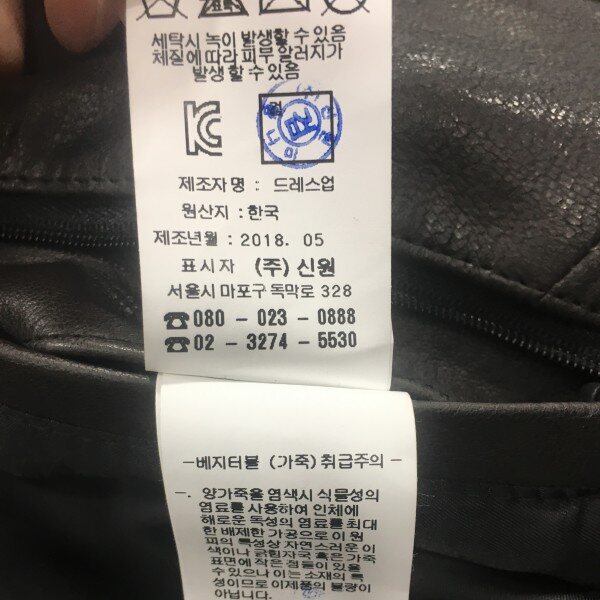 세탁시 녹이 발생할 수 있음
체질에 따라 피부 알러지가
발생 할 수 있음
제조자명 : 드레스업
원산지 : 한국
제조년월 : 2018. 05
표시자 (주) 신원
서울시 마포구 독막로 328
☎080 - 023 - 0888
☎02 - 3274 - 5530
-베지터블 (가죽) 취급주의 -
-. 양가죽을 염색시 식물성의
염료를 사용하여 인체에
해로운 독성의 염료를 최대
한 배제한 가공으로 이 원
피의 특성상 자연스러운 이
색이나 긁힌자국 혹은 가죽
표면에 작은 점들이 있을
수 있으나 이는 소재의 특
성이므로 이제품의 불량이
아닙니다.